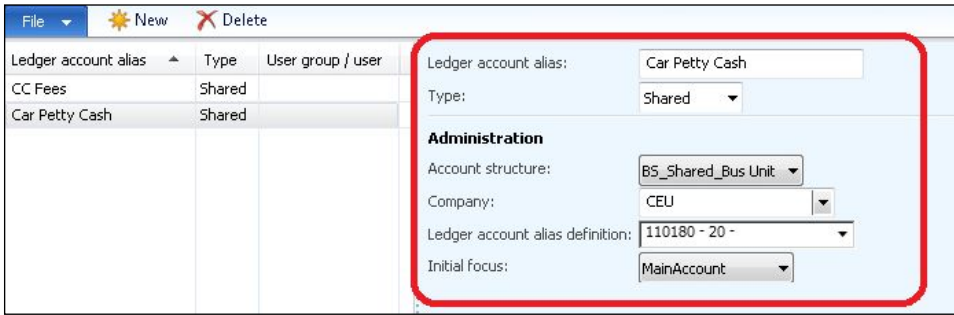 File New Delete
Ledger account alias Type User group / user
CC Fees Shared
Car Petty Cash Shared
Ledger account alias: Car Petty Cash
Type: Shared
Administration
Account structure: BS_Shared_Bus Unit
Company: CEU
Ledger account alias definition: 110180 - 20 -
Initial focus: MainAccount